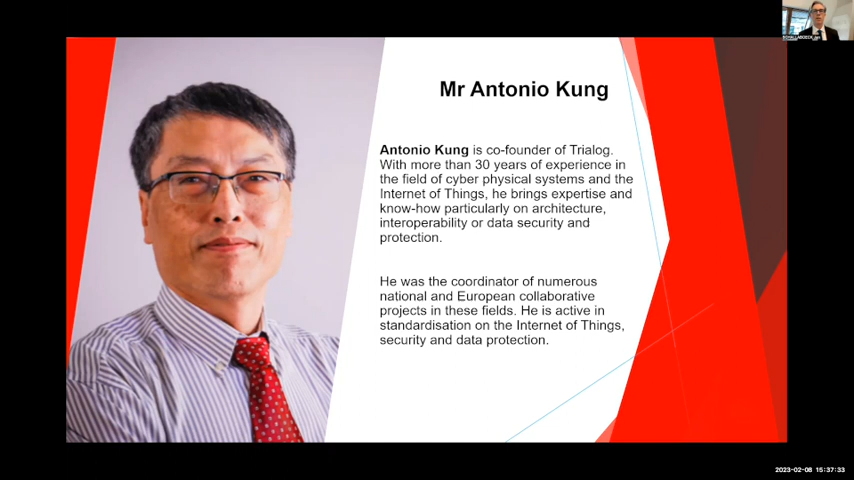 Mr Antonio Kung
Antonio Kung is co-founder of Trialog.
With more than 30 years of experience in
the field of cyber physical systems and the
Internet of Things, he brings expertise and
know-how particularly on architecture,
interoperability or data security and
protection.
He was the coordinator of numerous
national and European collaborative
projects in these fields. He is active in
standardisation on the Internet of Things,
security and data protection.
2023-02-08 15:37:33